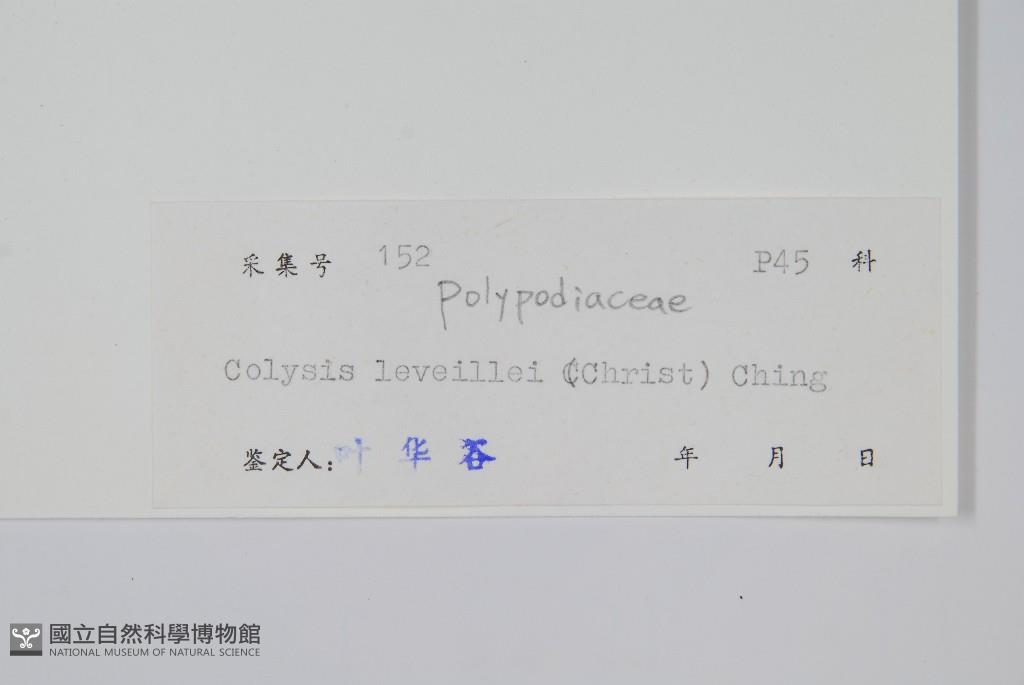 采集号 152 P45 科
Polypodiaceae
Colysis leveillei (Christ) Ching
鉴定人: 叶华谷 年 月 日
國立自然科學博物館
NATIONAL MUSEUM OF NATURAL SCIENCE